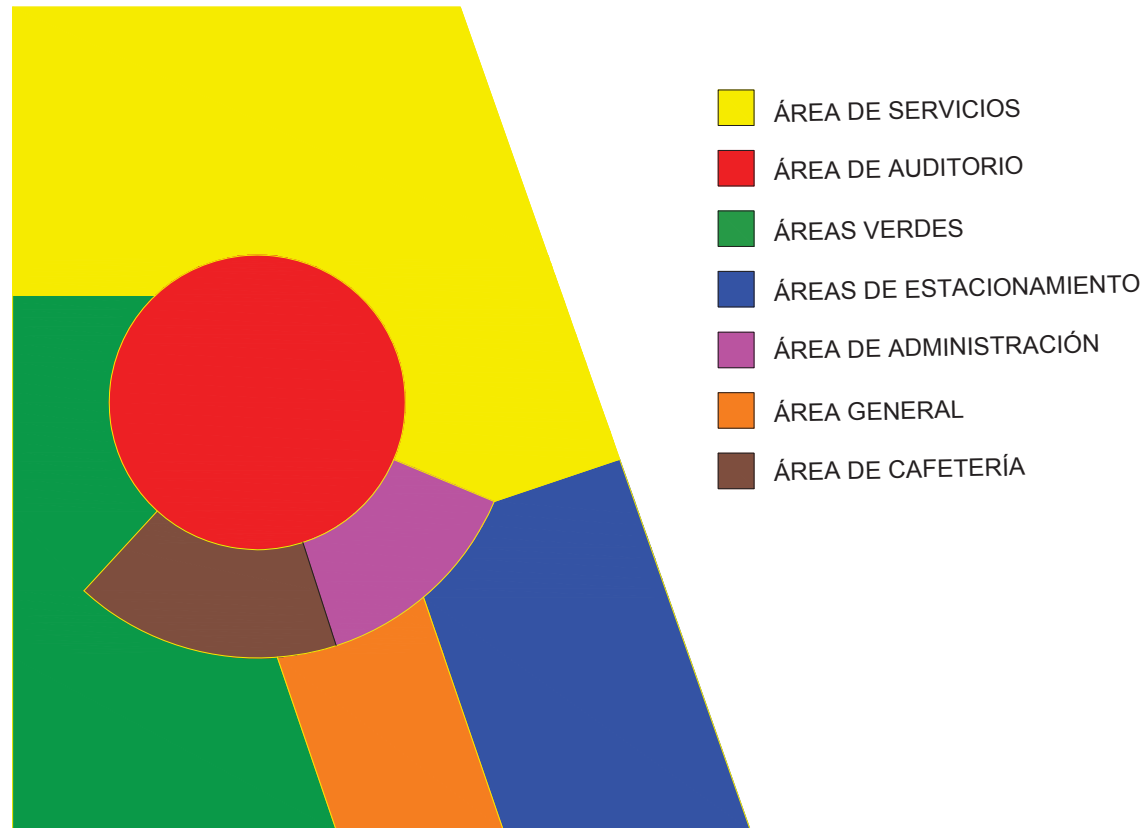 ÁREA DE SERVICIOS
ÁREA DE AUDITORIO
ÁREAS VERDES
ÁREAS DE ESTACIONAMIENTO
ÁREA DE ADMINISTRACIÓN
ÁREA GENERAL
ÁREA DE CAFETERÍA